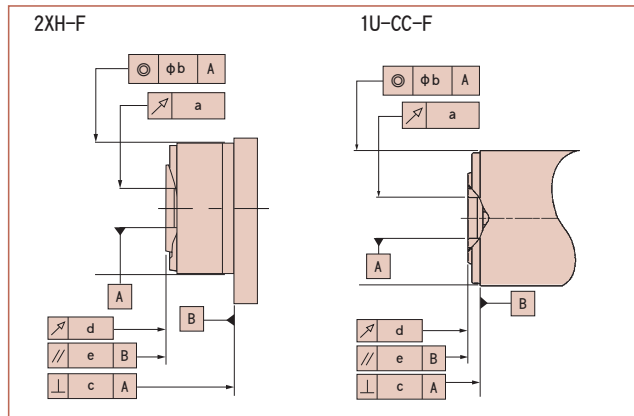 2XH-F
◎ φb A
↗ a
A
B
↗ d
// e B
⊥ c A
1U-CC-F
◎ φb A
↗ a
A
B
↗ d
// e B
⊥ c A